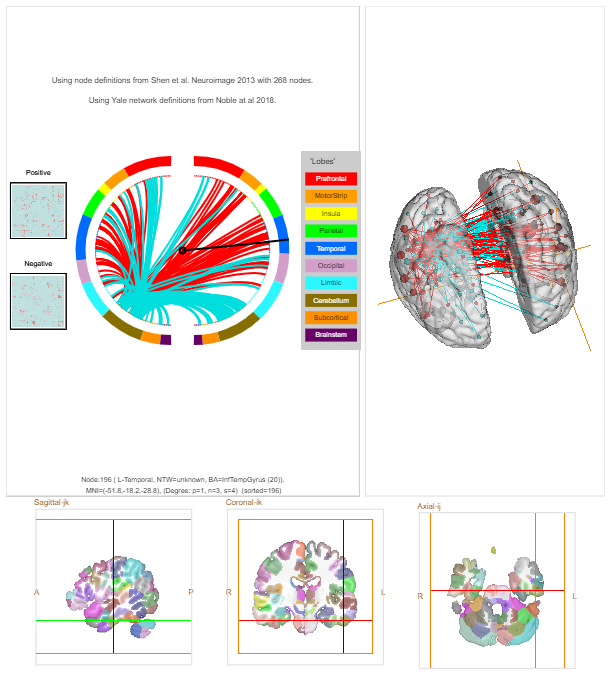 Using node definitions from Shen et al. Neuroimage 2013 with 268 nodes.
Using Yale network definitions from Noble at al 2018.
Positive
Negative
'Lobes'
Prefrontal
MotorStrip
Insula
Parietal
Temporal
Occipital
Limbic
Cerebellum
Subcortical
Brainstem
Node:196 ( L-Temporal, NTW=unknown, BA=InfTempGyrus (20)).
MNI=(-51.8,-18.2,-28.8), (Degree: p=1, n=3, s=4) (sorted=196)
Sagittal-jk
A
P
Coronal-ik
R
L
Axial-ij
R
L